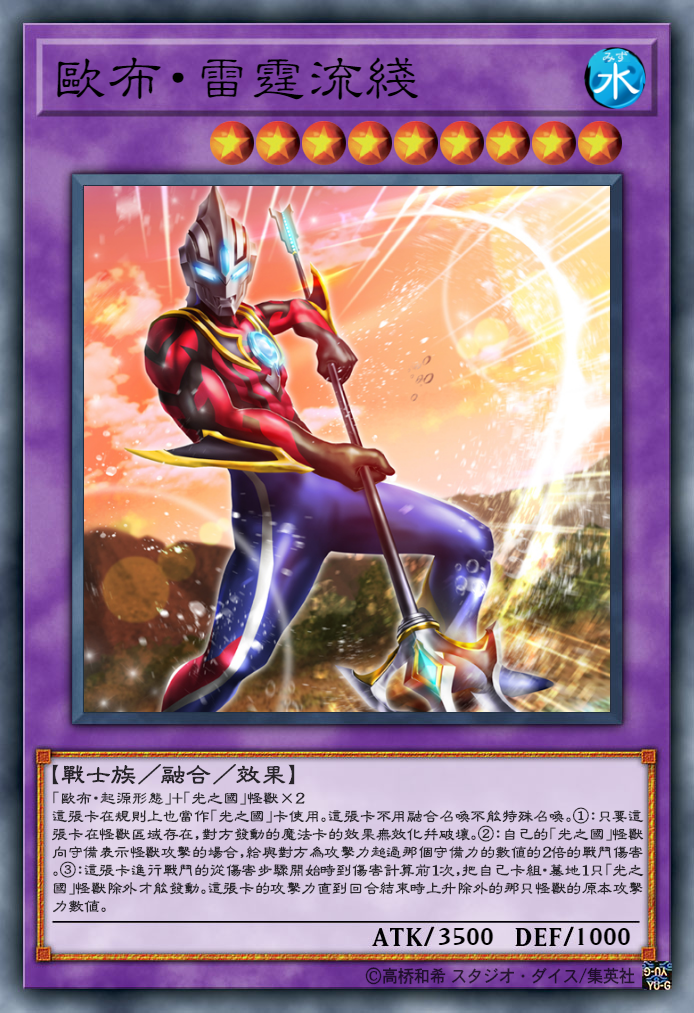 歐布・雷霆流綫
みず
水
【戰士族／融合／效果】
「歐布・起源形態」+「光之國」怪獸×2
這張卡在規則上也當作「光之國」卡使用。這張卡不用融合召喚不能特殊召喚。①：只要這
張卡在怪獸區域存在，對方發動的魔法卡的效果無效化并破壞。②：自己的「光之國」怪獸
向守備表示怪獸攻擊的場合，給與對方為攻擊力超過那個守備力的數值的2倍的戰鬥傷害
。③：這張卡進行戰鬥的從傷害步驟開始時到傷害計算前1次，把自己卡組・墓地1只「光之
國」怪獸除外才能發動。這張卡的攻擊力直到回合結束時上升除外的那只怪獸的原本攻擊
力數值。
ATK/3500 DEF/1000
©高桥和希 スタジオ・ダイス/集英社
YU-G
YU-G